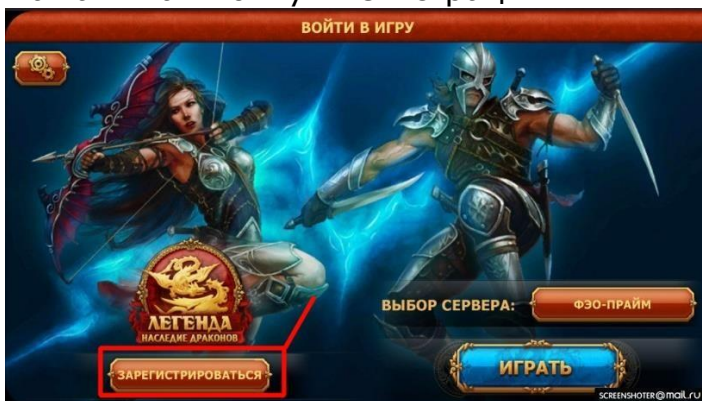 ВОЙТИ В ИГРУ
ЛЕГЕНДА
НАСЛЕДИЕ ДРАКОНОВ
ВЫБОР СЕРВЕРА:
ФЭО-ПРАЙМ
ЗАРЕГИСТРИРОВАТЬСЯ
ИГРАТЬ
SCREENSHOTER@mail.ru